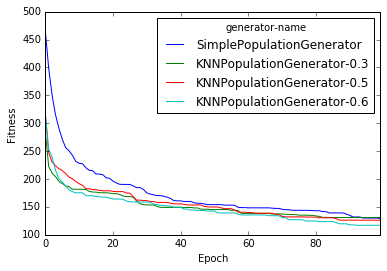 generator-name
SimplePopulationGenerator
KNNPopulationGenerator-0.3
KNNPopulationGenerator-0.5
KNNPopulationGenerator-0.6
Fitness
500
450
400
350
300
250
200
150
100
0 20 40 60 80
Epoch